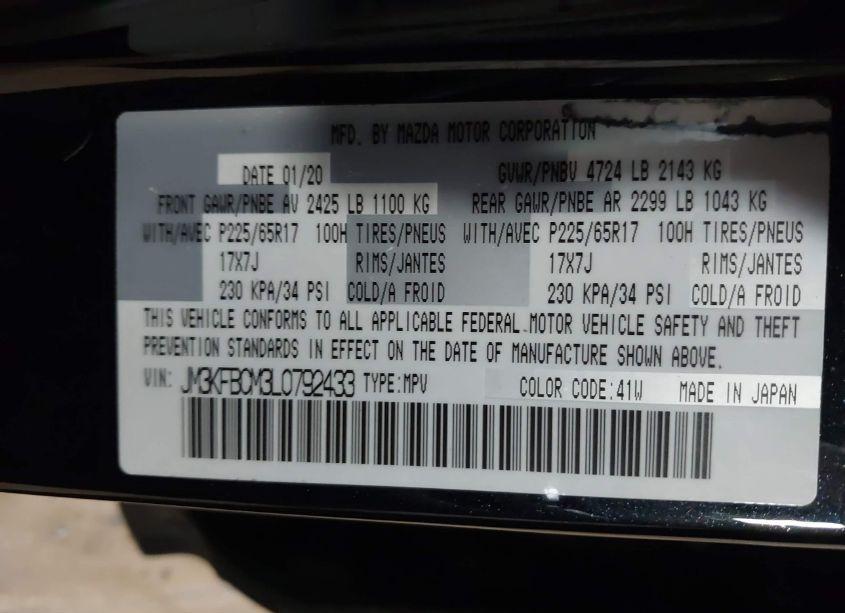 MFD. BY MAZDA MOTOR CORPORATION
DATE 01/20 GVWR/PNBV 4724 LB 2143 KG
FRONT GAWR/PNBE AV 2425 LB 1100 KG REAR GAWR/PNBE AR 2299 LB 1043 KG
WITH/AVEC P225/65R17 100H TIRES/PNEUS WITH/AVEC P225/65R17 100H TIRES/PNEUS
17X7J RIMS/JANTES 17X7J RIMS/JANTES
230 KPA/34 PSI COLD/A FROID 230 KPA/34 PSI COLD/A FROID
THIS VEHICLE CONFORMS TO ALL APPLICABLE FEDERAL MOTOR VEHICLE SAFETY AND THEFT
PREVENTION STANDARDS IN EFFECT ON THE DATE OF MANUFACTURE SHOWN ABOVE.
VIN: JM3KFBCM3L0792433 TYPE:MPV COLOR CODE:41W MADE IN JAPAN